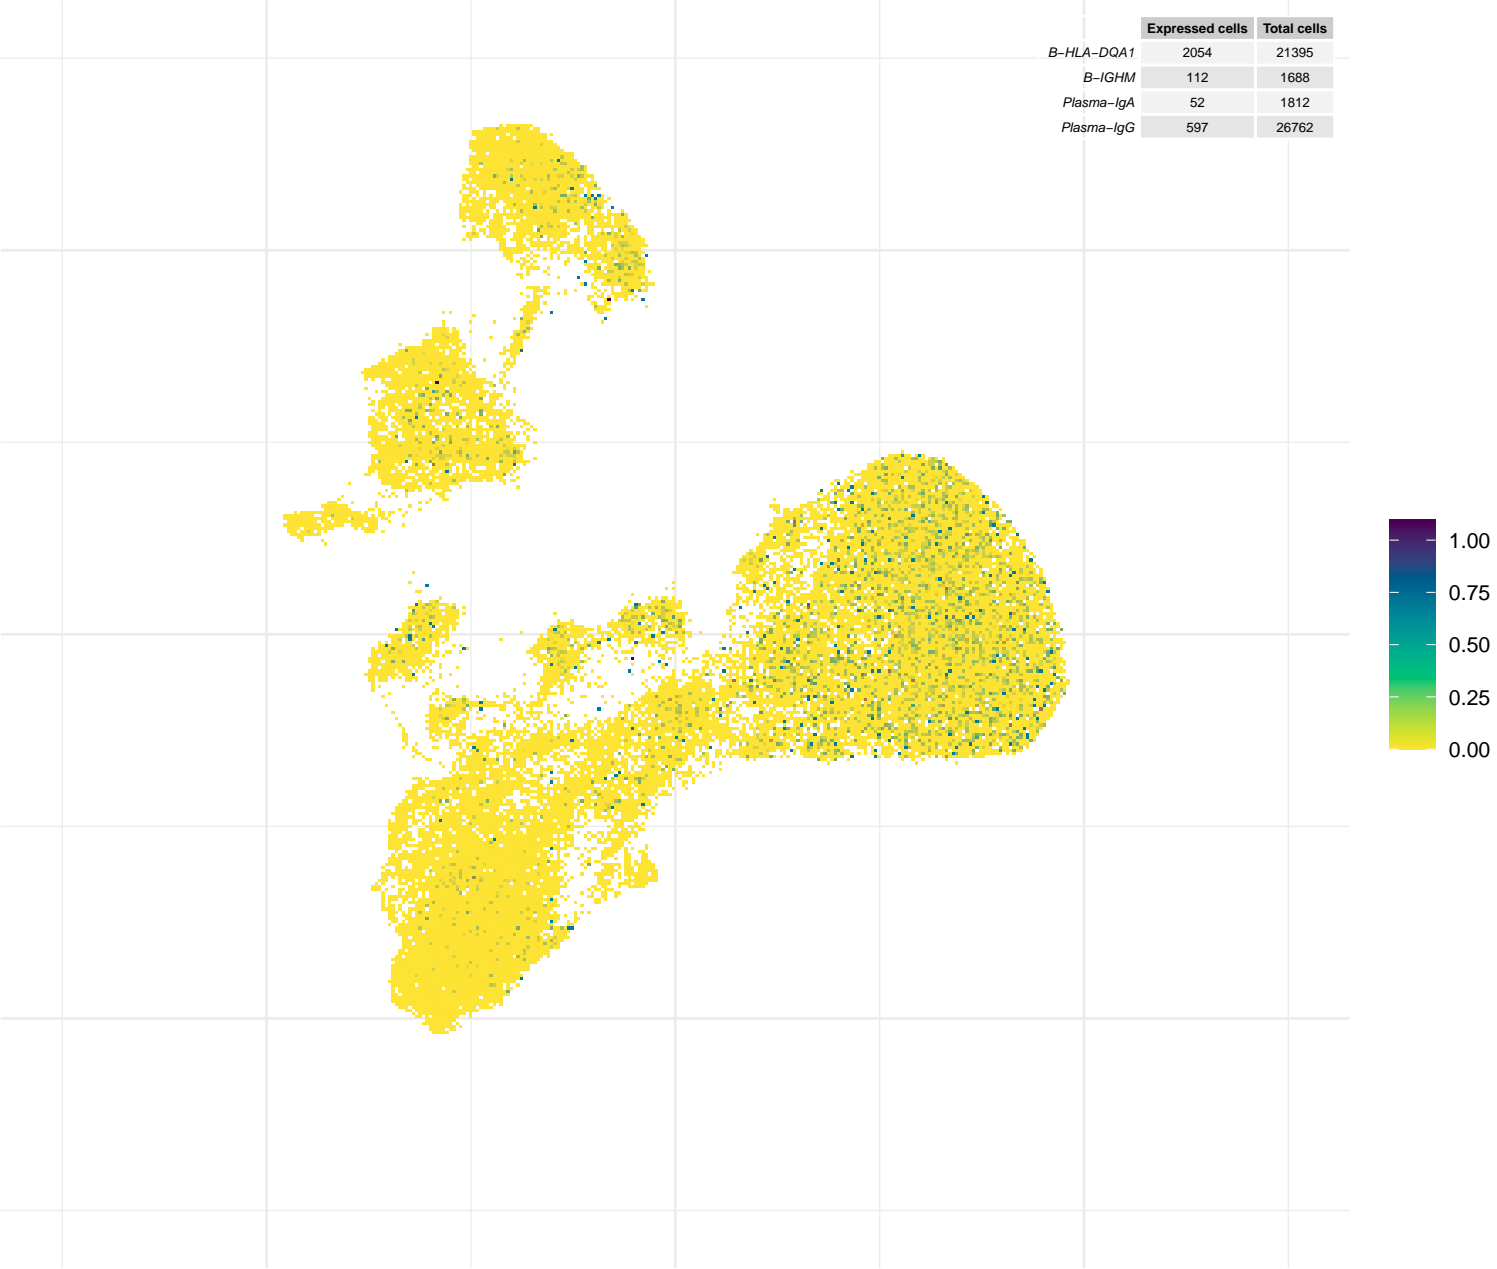 Expressed cells Total cells
B−HLA−DQA1 2054 21395
B−IGHM 112 1688
Plasma−IgA 52 1812
Plasma−IgG 597 26762
1.00
0.75
0.50
0.25
0.00